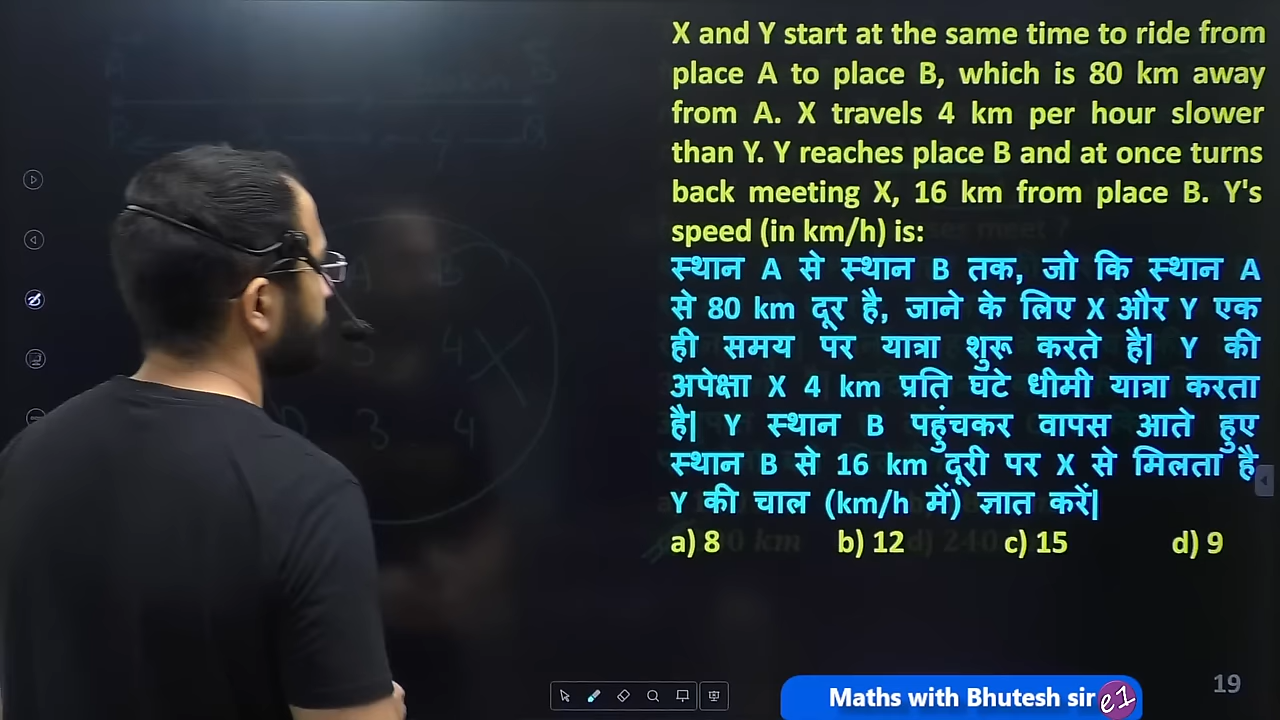 X and Y start at the same time to ride from
place A to place B, which is 80 km away
from A. X travels 4 km per hour slower
than Y. Y reaches place B and at once turns
back meeting X, 16 km from place B. Y's
speed (in km/h) is:
स्थान A से स्थान B तक, जो कि स्थान A
से 80 km दूर है, जाने के लिए X और Y एक
ही समय पर यात्रा शुरू करते है| Y की
अपेक्षा X 4 km प्रति घटे धीमी यात्रा करता
है| Y स्थान B पहुंचकर वापस आते हुए
स्थान B से 16 km दूरी पर X से मिलता है
Y की चाल (km/h में) ज्ञात करें|
a) 8 b) 12 c) 15 d) 9
Maths with Bhutesh sir e1
19